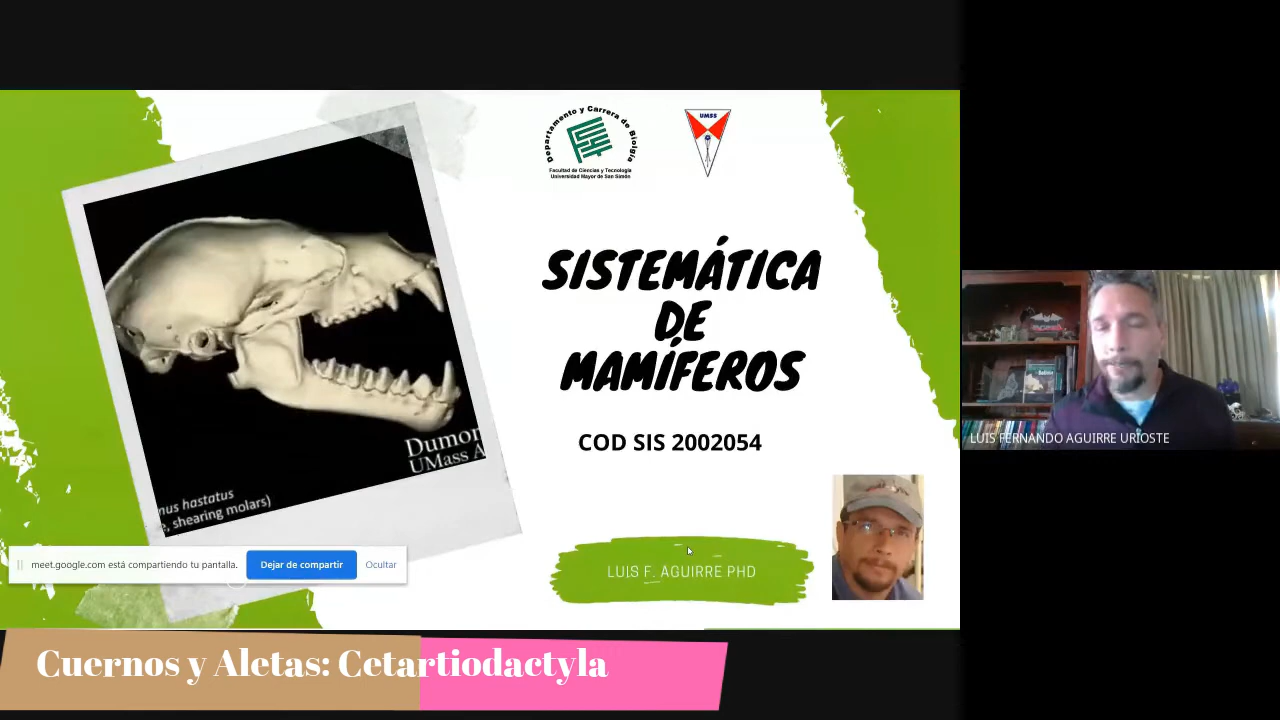 Departamento y Carrera de Biolgía
Facultad de Ciencias y Tecnología
Universidad Mayor de San Simón
UMSS
SISTEMÁTICA
DE
MAMÍFEROS
COD SIS 2002054
Dumon
UMass A
nus hastatus
e, shearing molars)
meet.google.com está compartiendo tu pantalla.
Dejar de compartir
Ocultar
LUIS F. AGUIRRE PHD
LUIS FERNANDO AGUIRRE URIOSTE
Cuernos y Aletas: Cetartiodactyla